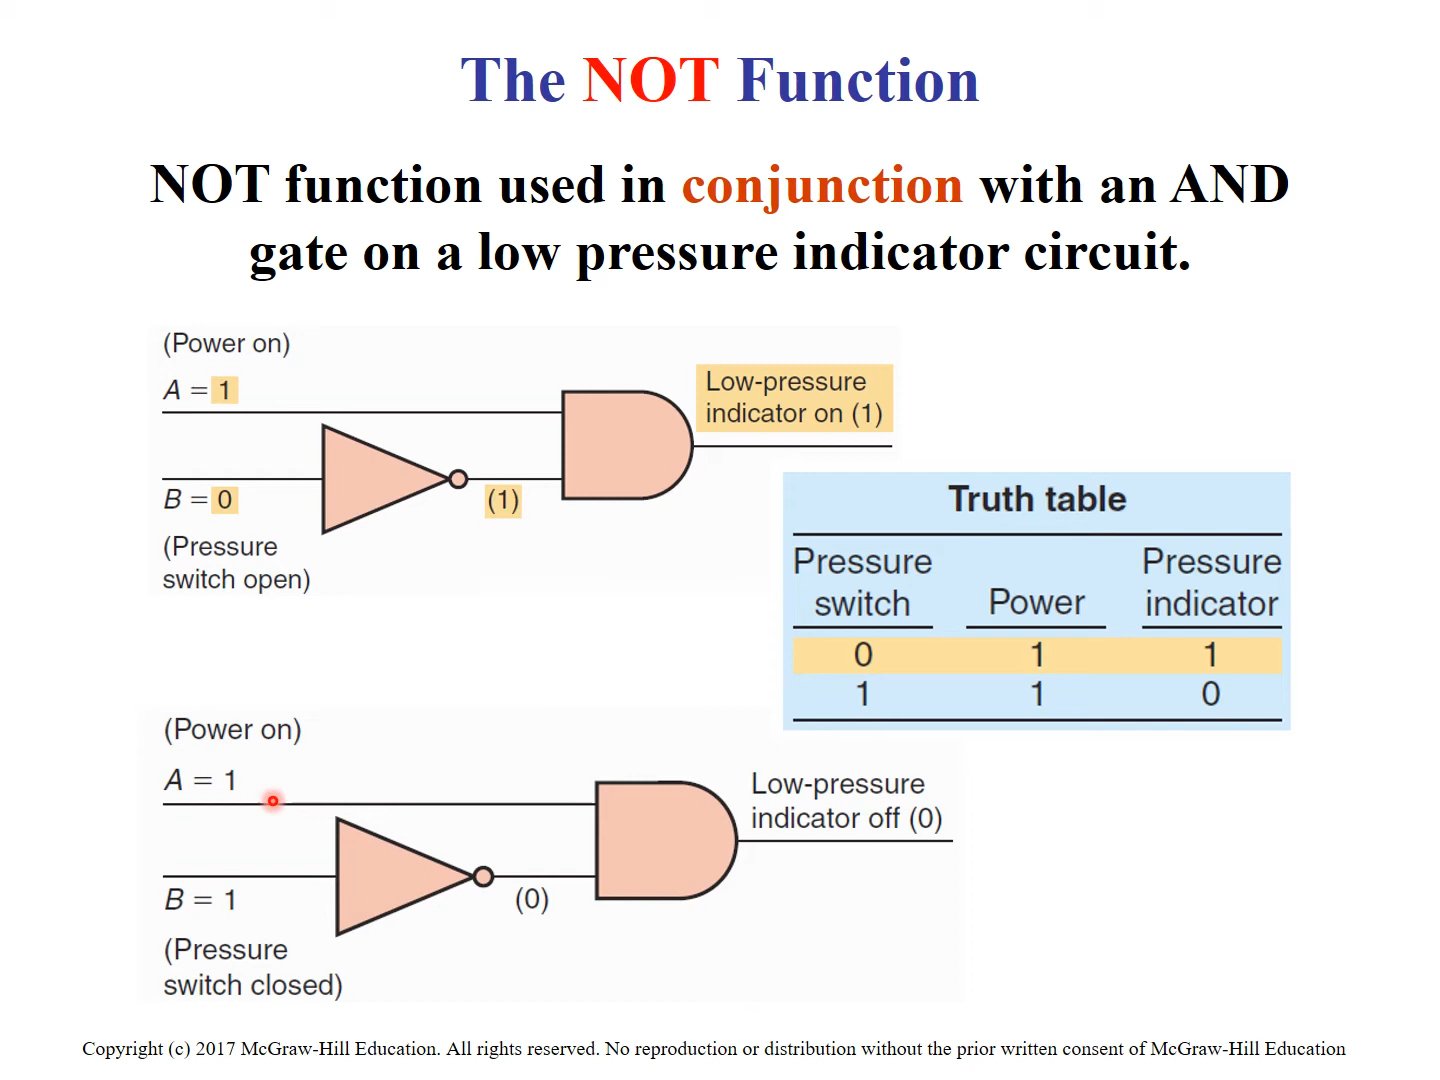 The NOT Function
NOT function used in conjunction with an AND
gate on a low pressure indicator circuit.
(Power on)
A = 1
B = 0
(Pressure
switch open)
(1)
Low-pressure
indicator on (1)
Truth table
Pressure switch Power Pressure indicator
0 1 1
1 1 0
(Power on)
A = 1
B = 1
(Pressure
switch closed)
(0)
Low-pressure
indicator off (0)
Copyright (c) 2017 McGraw-Hill Education. All rights reserved. No reproduction or distribution without the prior written consent of McGraw-Hill Education